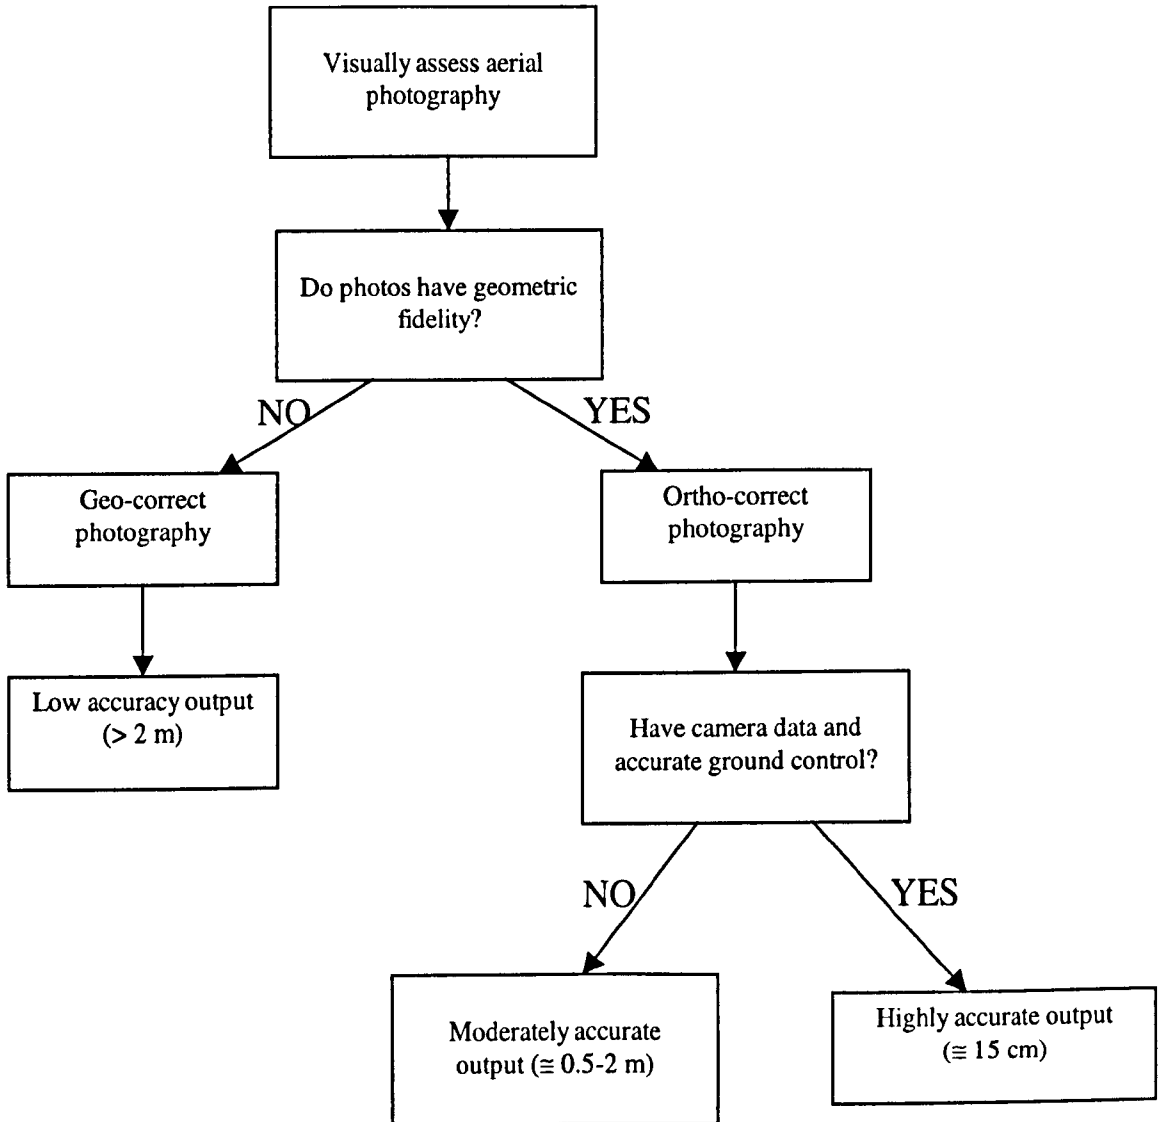 Visually assess aerial
photography
Do photos have geometric
fidelity?
NO
YES
Geo-correct
photography
Ortho-correct
photography
Low accuracy output
(> 2 m)
Have camera data and
accurate ground control?
NO
YES
Moderately accurate
output (≅ 0.5-2 m)
Highly accurate output
(≅ 15 cm)